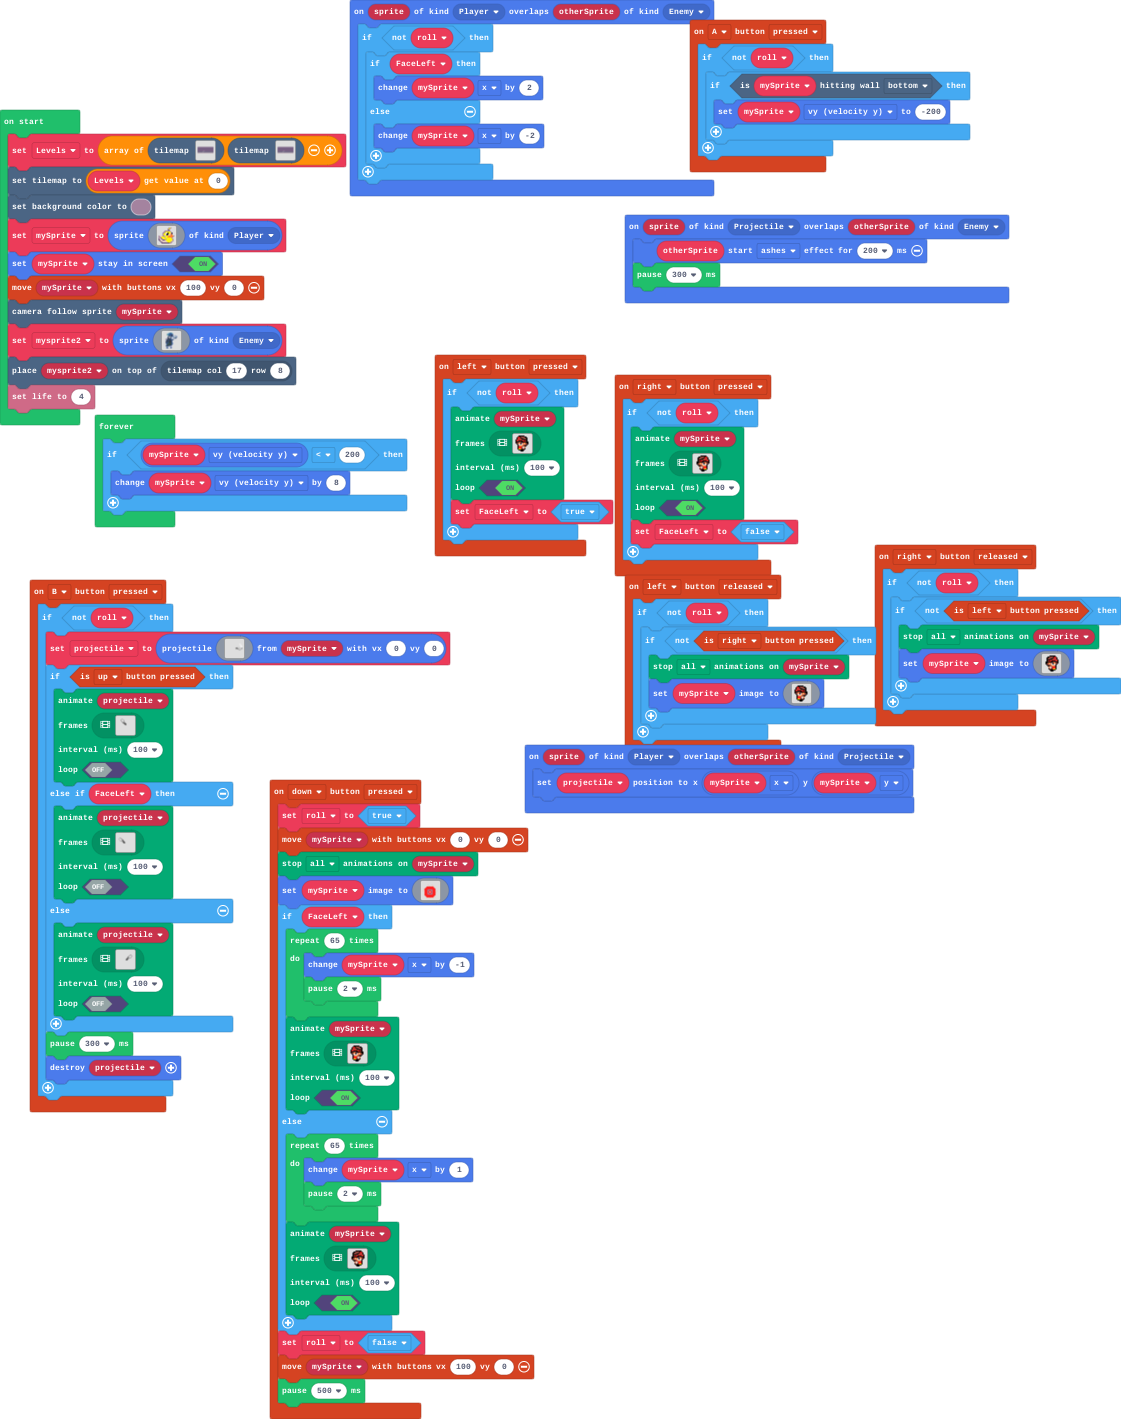 on start
set Levels to array of tilemap tilemap
set tilemap to Levels get value at 0
set background color to
set mySprite to sprite of kind Player
set mySprite stay in screen ON
move mySprite with buttons vx 100 vy 0
camera follow sprite mySprite
set mysprite2 to sprite of kind Enemy
place mysprite2 on top of tilemap col 17 row 8
set life to 4
on sprite of kind Player overlaps otherSprite of kind Enemy
if not roll then
if FaceLeft then
change mySprite x by 2
else
change mySprite x by -2
on A button pressed
if not roll then
if is mySprite hitting wall bottom then
set mySprite vy (velocity y) to -200
on sprite of kind Projectile overlaps otherSprite of kind Enemy
otherSprite start ashes effect for 200 ms
pause 300 ms
forever
if mySprite vy (velocity y) < 200 then
change mySprite vy (velocity y) by 8
on left button pressed
if not roll then
animate mySprite
frames
interval (ms) 100
loop ON
set FaceLeft to true
on right button pressed
if not roll then
animate mySprite
frames
interval (ms) 100
loop ON
set FaceLeft to false
on left button released
if not roll then
if not is right button pressed then
stop all animations on mySprite
set mySprite image to
on right button released
if not roll then
if not is left button pressed then
stop all animations on mySprite
set mySprite image to
on B button pressed
if not roll then
set projectile to projectile from mySprite with vx 0 vy 0
if is up button pressed then
animate projectile
frames
interval (ms) 100
loop OFF
else if FaceLeft then
animate projectile
frames
interval (ms) 100
loop OFF
else
animate projectile
frames
interval (ms) 100
loop OFF
pause 300 ms
destroy projectile
on sprite of kind Player overlaps otherSprite of kind Projectile
set projectile position to x mySprite x y mySprite y
on down button pressed
set roll to true
move mySprite with buttons vx 0 vy 0
stop all animations on mySprite
set mySprite image to
if FaceLeft then
repeat 65 times
do change mySprite x by -1
pause 2 ms
animate mySprite
frames
interval (ms) 100
loop ON
else
repeat 65 times
do change mySprite x by 1
pause 2 ms
animate mySprite
frames
interval (ms) 100
loop ON
set roll to false
move mySprite with buttons vx 100 vy 0
pause 500 ms